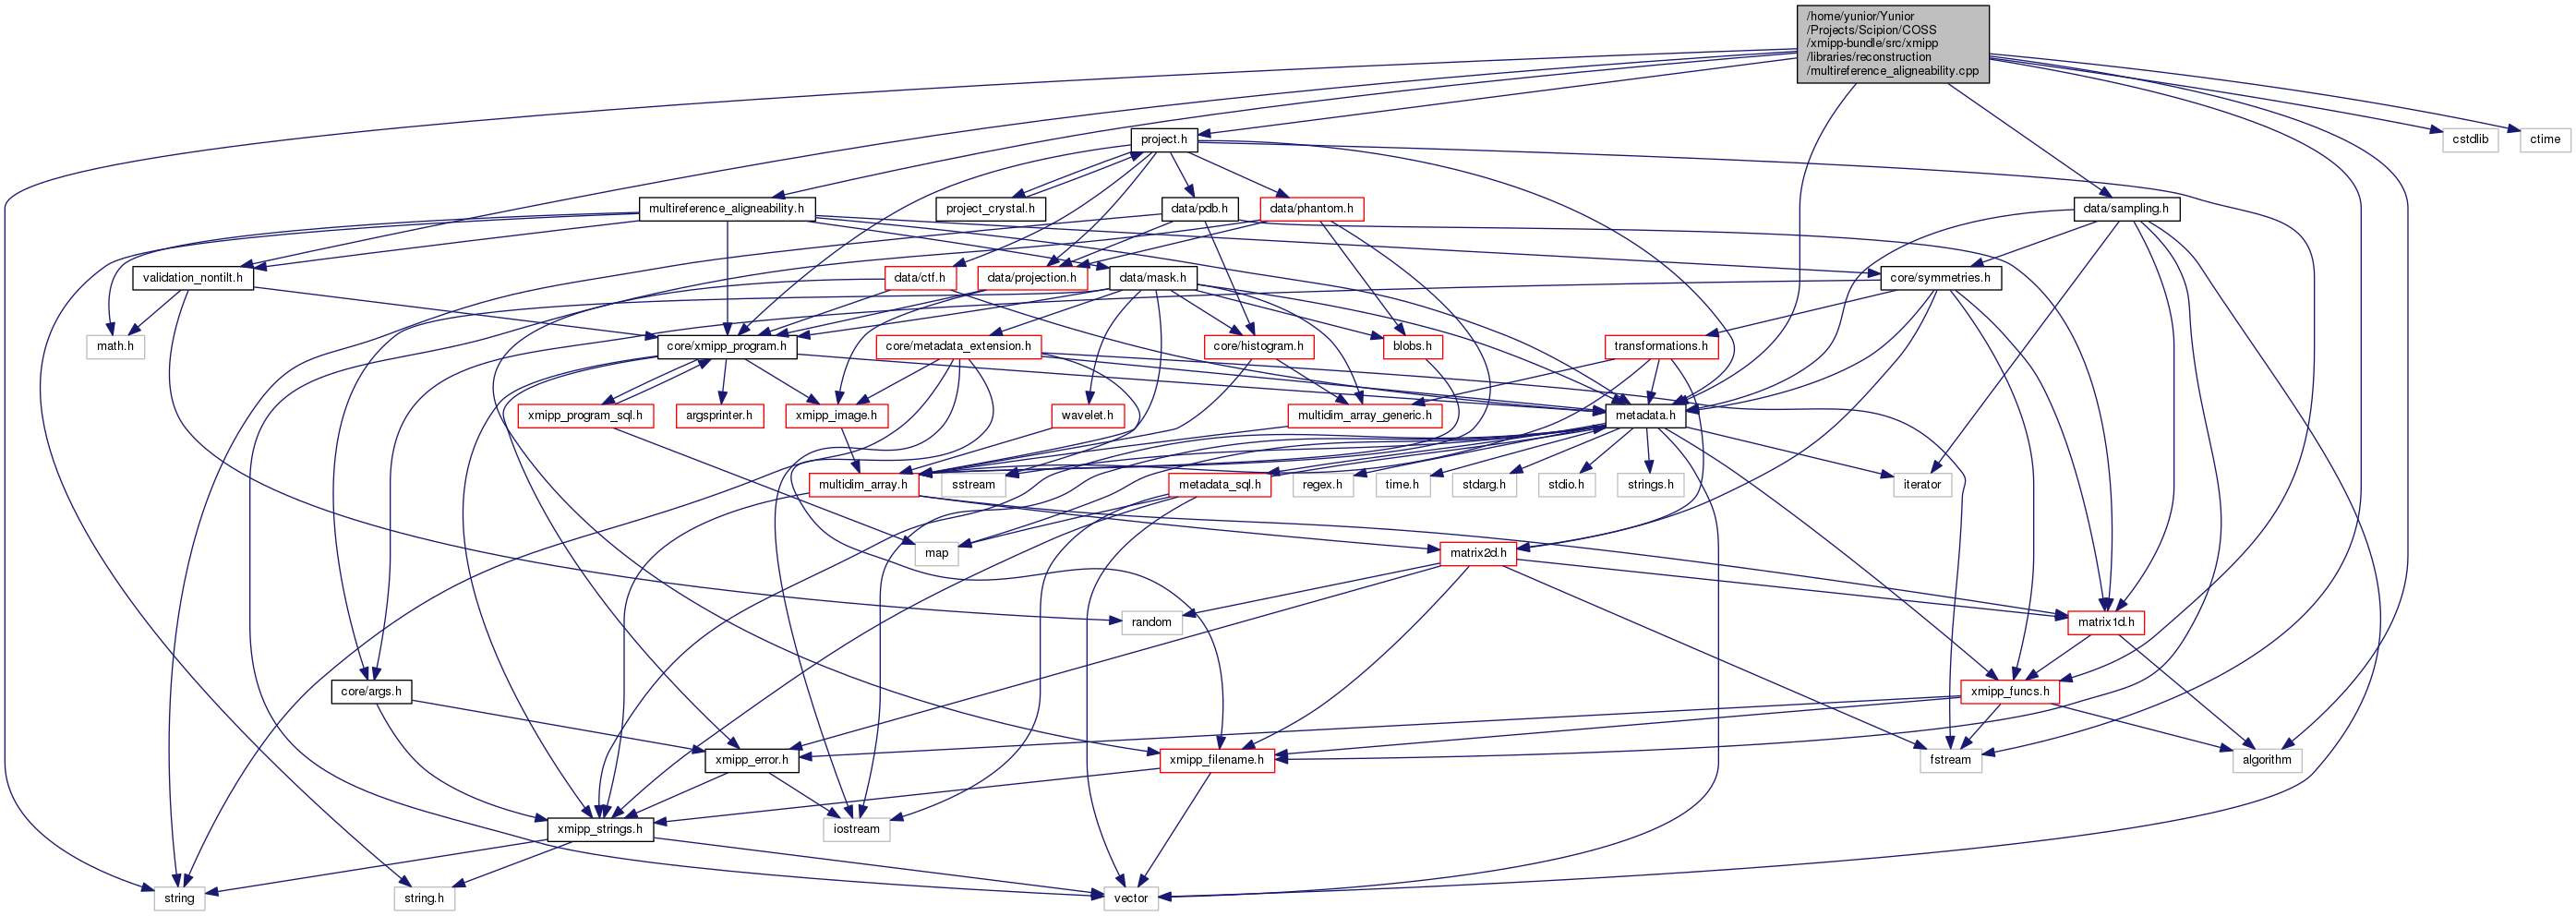 /home/yunior/Yunior
/Projects/Scipion/COSS
/xmipp-bundle/src/xmipp
/libraries/reconstruction
/multireference_aligneability.cpp
project.h
cstdlib
ctime
multireference_aligneability.h
project_crystal.h
data/pdb.h
data/phantom.h
data/sampling.h
validation_nontilt.h
data/ctf.h
data/projection.h
data/mask.h
core/symmetries.h
math.h
core/xmipp_program.h
core/metadata_extension.h
core/histogram.h
blobs.h
transformations.h
xmipp_program_sql.h
argsprinter.h
xmipp_image.h
wavelet.h
multidim_array_generic.h
metadata.h
multidim_array.h
sstream
metadata_sql.h
regex.h
time.h
stdarg.h
stdio.h
strings.h
iterator
map
matrix2d.h
random
matrix1d.h
core/args.h
xmipp_funcs.h
xmipp_error.h
xmipp_filename.h
fstream
algorithm
xmipp_strings.h
iostream
string
string.h
vector